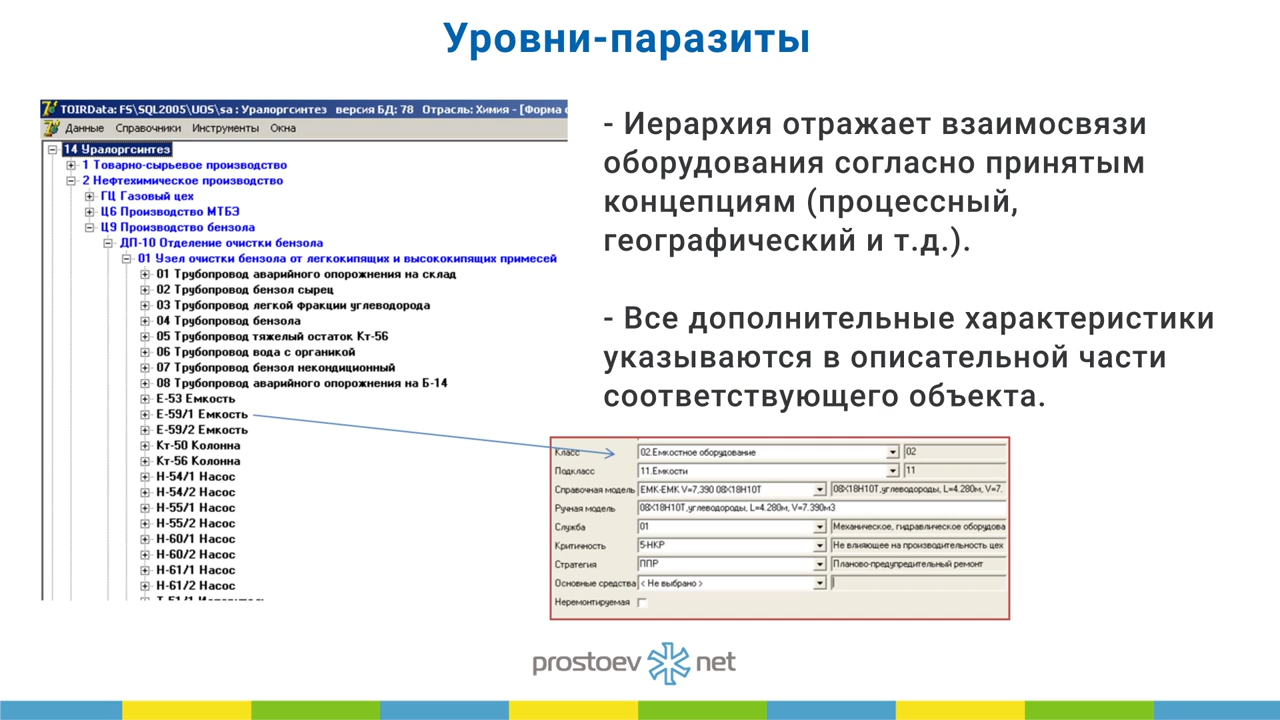 Уровни-паразиты
TOIRData: FS\SQL2005\UOS\sa : Уралоргсинтез версия БД: 78 Отрасль: Химия - [Форма
Данные Справочники Инструменты Окна
14 Уралоргсинтез
1 Товарно-сырьевое производство
2 Нефтехимическое производство
ГЦ Газовый цех
Ц6 Производство МТБЭ
Ц9 Производство бензола
ДП-10 Отделение очистки бензола
01 Узел очистки бензола от легкокипящих и высококипящих примесей
01 Трубопровод аварийного опорожнения на склад
02 Трубопровод бензол сырец
03 Трубопровод легкой фракции углеводорода
04 Трубопровод бензола
05 Трубопровод тяжелый остаток Кт-56
06 Трубопровод вода с органикой
07 Трубопровод бензол некондиционный
08 Трубопровод аварийного опорожнения на Б-14
Е-53 Емкость
Е-59/1 Емкость
Е-59/2 Емкость
Кт-50 Колонна
Кт-56 Колонна
Н-54/1 Насос
Н-54/2 Насос
Н-55/1 Насос
Н-55/2 Насос
Н-60/1 Насос
Н-60/2 Насос
Н-61/1 Насос
Н-61/2 Насос
- Иерархия отражает взаимосвязи
оборудования согласно принятым
концепциям (процессный,
географический и т.д.).
- Все дополнительные характеристики
указываются в описательной части
соответствующего объекта.
Класс 02.Емкостное оборудование 02
Подкласс 11.Емкости 11
Справочная модель ЕМК-ЕМК V=7,390 08Х18Н10Т 08Х18Н10Т,углеводороды, L=4.280м, V=7.
Ручная модель 08Х18Н10Т,углеводороды, L=4.280м, V=7.390м3
Служба 01 Механическое, гидравлическое оборудова
Критичность 5-НКР Не влияющее на производительность цех
Стратегия ППР Планово-предупредительный ремонт
Основные средства < Не выбрано >
Неремонтируемая
prostoev net